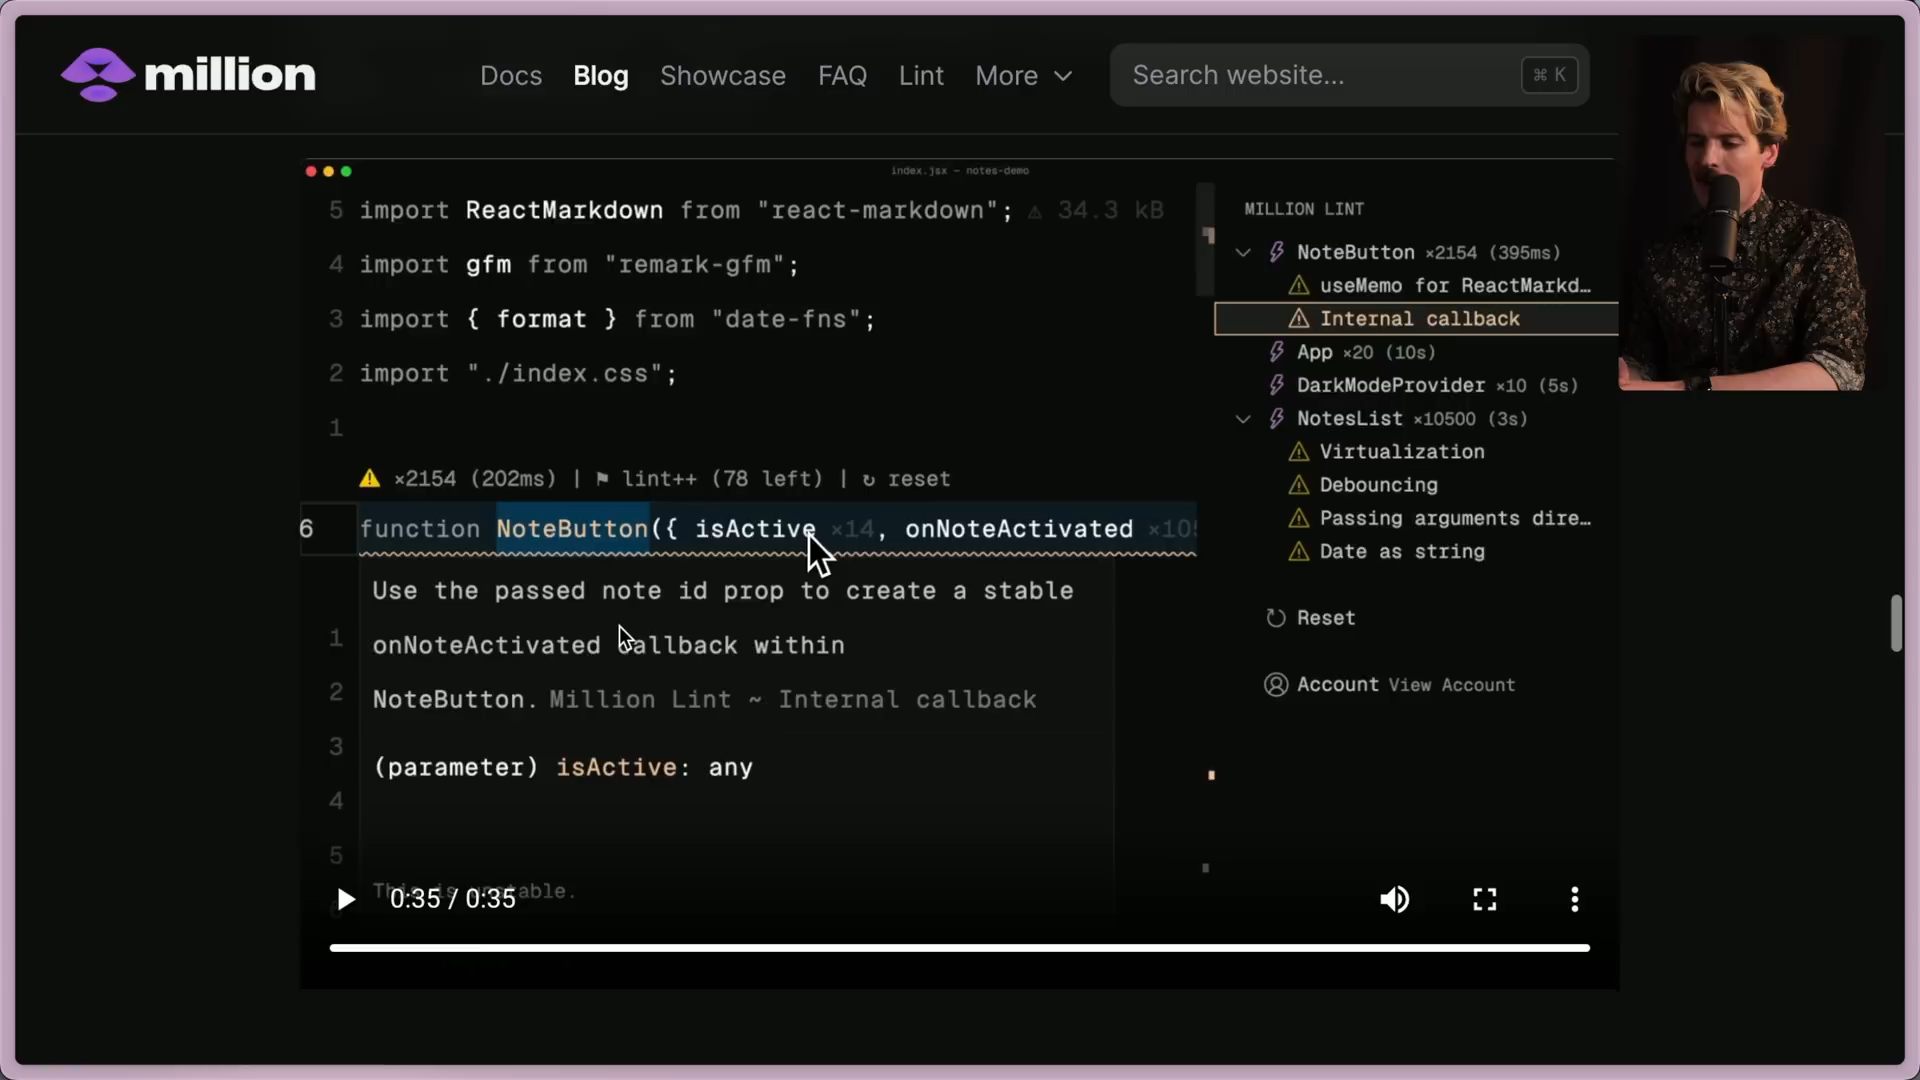 million
Docs Blog Showcase FAQ Lint More
Search website... ⌘ K
index.jsx — notes-demo
5 import ReactMarkdown from "react-markdown"; ⚠ 34.3 kB
4 import gfm from "remark-gfm";
3 import { format } from "date-fns";
2 import "./index.css";
1
⚠ ×2154 (202ms) | ⚑ lint++ (78 left) | ↻ reset
6 function NoteButton({ isActive ×14, onNoteActivated ×105
Use the passed note id prop to create a stable
1 onNoteActivated callback within
2 NoteButton. Million Lint ~ Internal callback
3 (parameter) isActive: any
4
5
This is unstable.
0:35 / 0:35
MILLION LINT
NoteButton ×2154 (395ms)
useMemo for ReactMarkd…
Internal callback
App ×20 (10s)
DarkModeProvider ×10 (5s)
NotesList ×10500 (3s)
Virtualization
Debouncing
Passing arguments dire…
Date as string
Reset
Account View Account